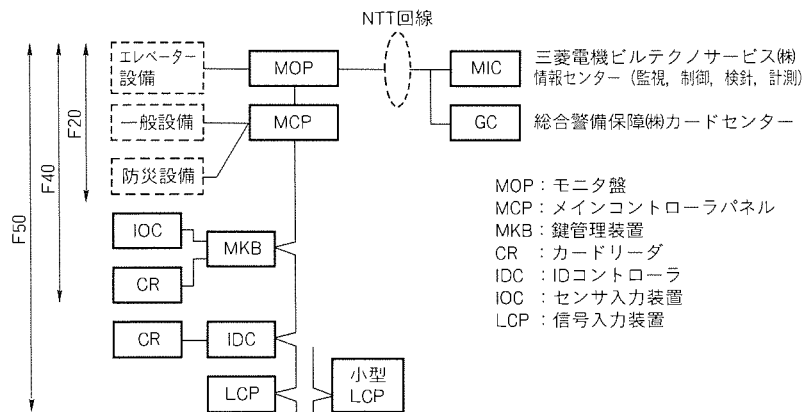 NTT回線
エレベーター
設備
MOP
MIC
三菱電機ビルテクノサービス㈱
情報センター（監視，制御，検針，計測）
一般設備
MCP
GC
総合警備保障㈱カードセンター
防災設備
F20
F40
F50
IOC
MKB
CR
CR
IDC
LCP
小型
LCP
MOP：モニタ盤
MCP：メインコントローラパネル
MKB：鍵管理装置
CR：カードリーダ
IDC：IDコントローラ
IOC：センサ入力装置
LCP：信号入力装置